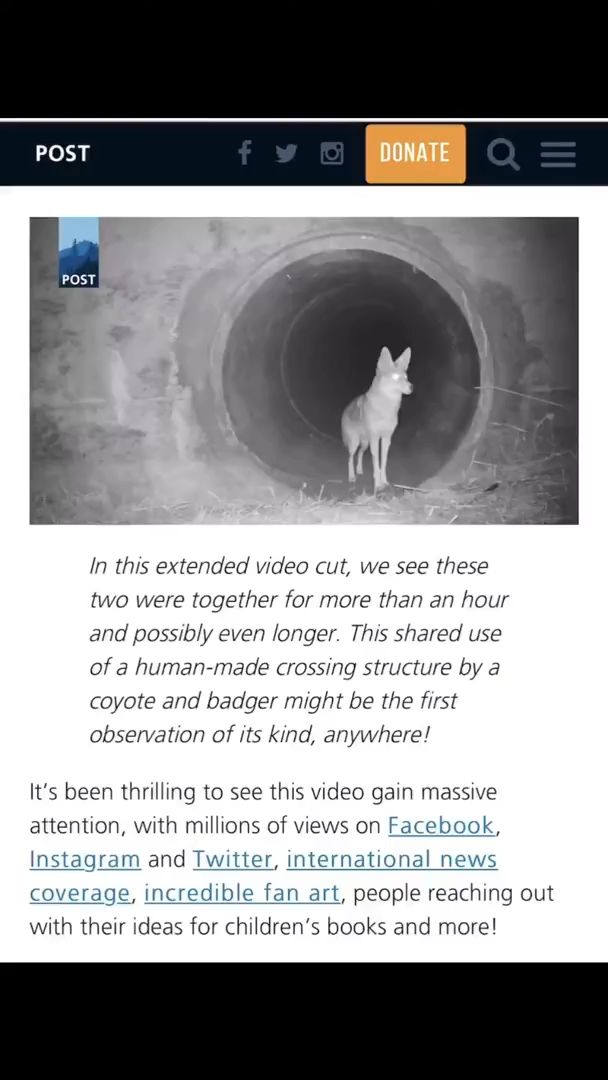 POST
DONATE
POST
In this extended video cut, we see these
two were together for more than an hour
and possibly even longer. This shared use
of a human-made crossing structure by a
coyote and badger might be the first
observation of its kind, anywhere!
It’s been thrilling to see this video gain massive
attention, with millions of views on Facebook,
Instagram and Twitter, international news
coverage, incredible fan art, people reaching out
with their ideas for children’s books and more!